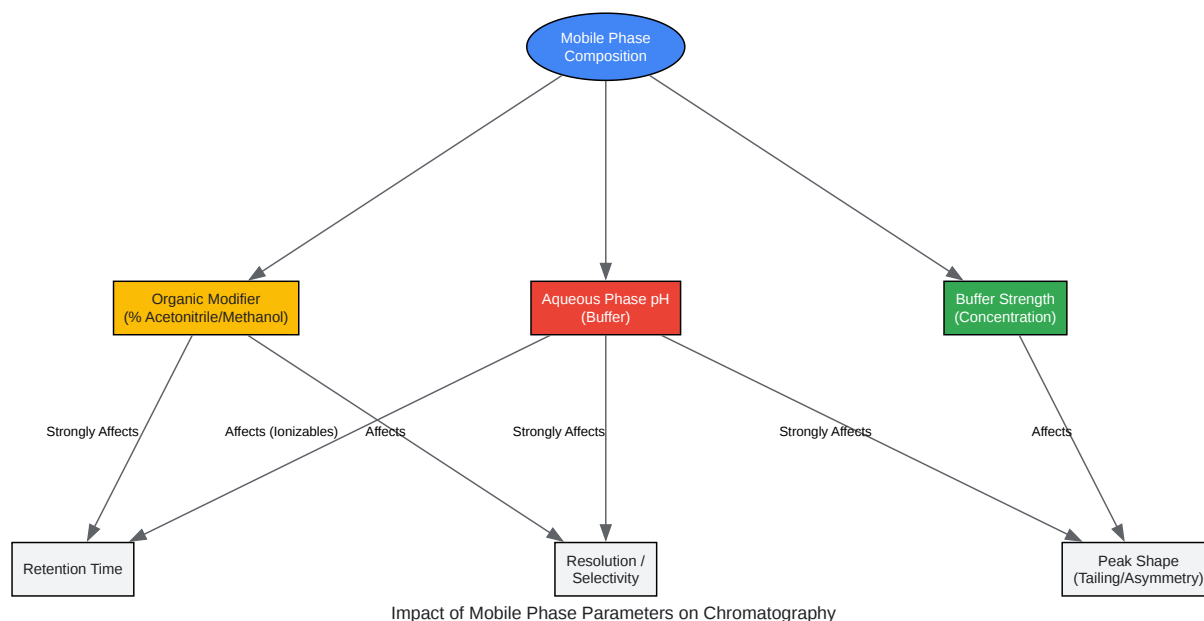 Mobile Phase
Composition
Organic Modifier
(% Acetonitrile/Methanol)
Aqueous Phase pH
(Buffer)
Buffer Strength
(Concentration)
Strongly Affects
Affects (Ionizables)
Affects
Strongly Affects
Strongly Affects
Affects
Retention Time
Resolution /
Selectivity
Peak Shape
(Tailing/Asymmetry)
Impact of Mobile Phase Parameters on Chromatography